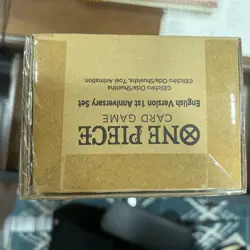 ONE PIECE
CARD GAME
English Version 1st Anniversary Set
©Eiichiro Oda/Shueisha
©Eiichiro Oda/Shueisha, Toei Animation